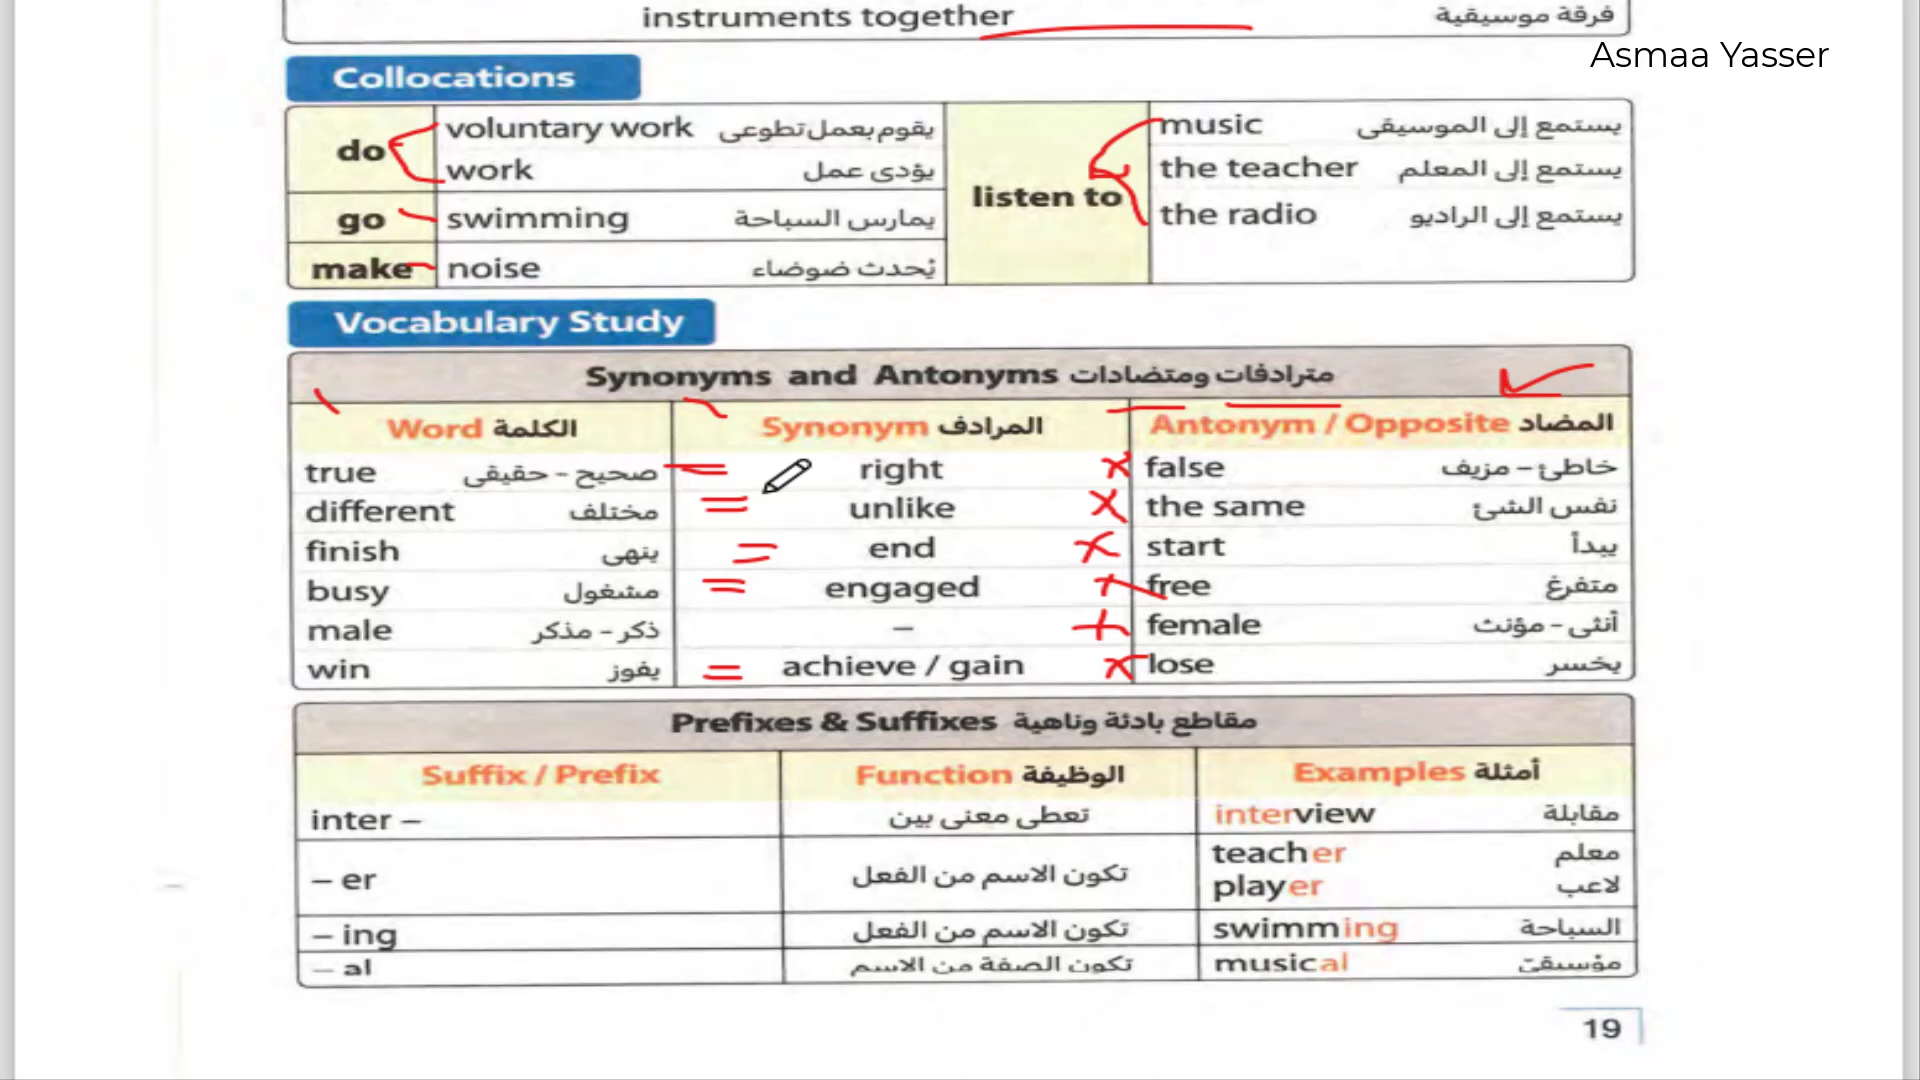 instruments together فرقة موسيقية
Asmaa Yasser
Collocations
do voluntary work يقوم بعمل تطوعى
work يؤدى عمل
go swimming يمارس السباحة
make noise يُحدث ضوضاء
listen to music يستمع إلى الموسيقى
the teacher يستمع إلى المعلم
the radio يستمع إلى الراديو
Vocabulary Study
Synonyms and Antonyms مترادفات ومتضادات
Word الكلمة Synonym المرادف Antonym / Opposite المضاد
true صحيح - حقيقى = right × false خاطئ - مزيف
different مختلف = unlike × the same نفس الشئ
finish ينهى = end × start يبدأ
busy مشغول = engaged × free متفرغ
male ذكر - مذكر – × female أنثى - مؤنث
win يفوز = achieve / gain × lose يخسر
Prefixes & Suffixes مقاطع بادئة وناهية
Suffix / Prefix Function الوظيفة Examples أمثلة
inter – تعطى معنى بين interview مقابلة
– er تكون الاسم من الفعل teacher معلم
player لاعب
– ing تكون الاسم من الفعل swimming السباحة
– al تكون الصفة من الاسم musical مؤسيقىّ
19